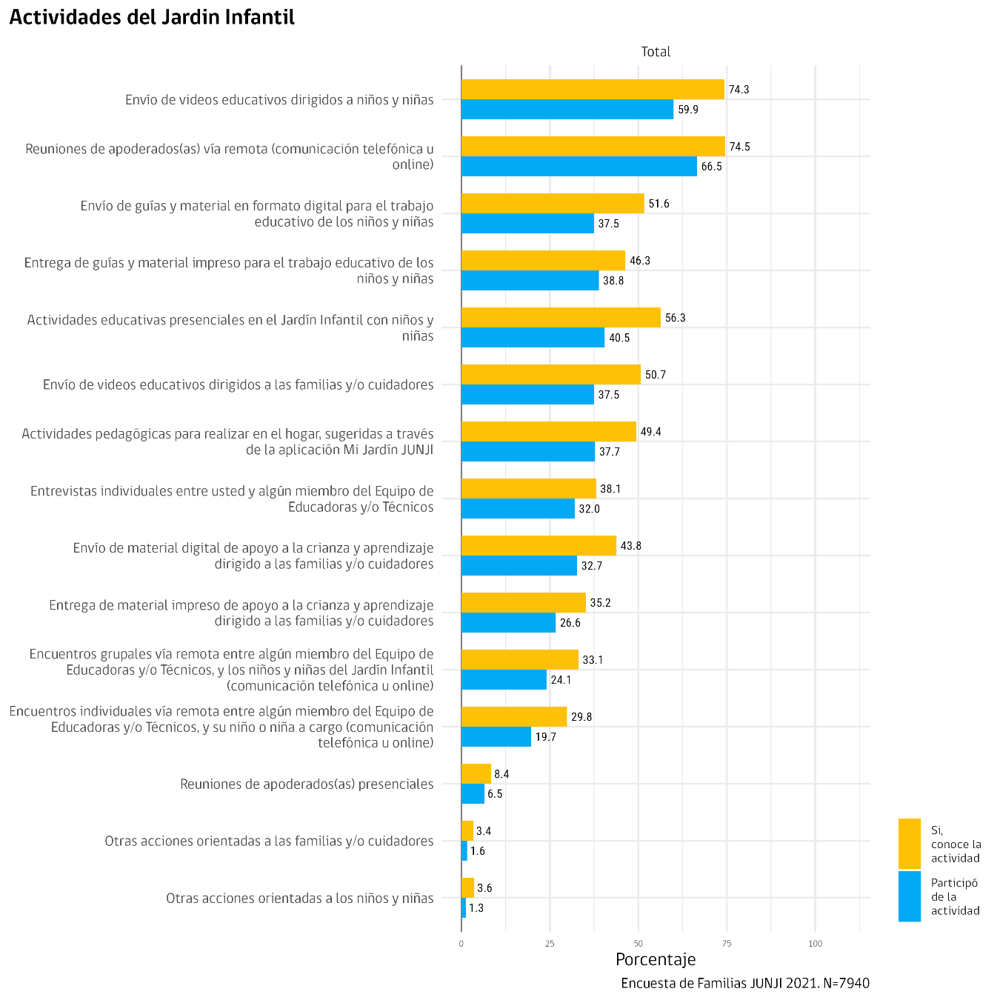 Actividades del Jardin Infantil
Total
Envío de videos educativos dirigidos a niños y niñas
74.3
59.9
Reuniones de apoderados(as) vía remota (comunicación telefónica u
online)
74.5
66.5
Envío de guías y material en formato digital para el trabajo
educativo de los niños y niñas
51.6
37.5
Entrega de guías y material impreso para el trabajo educativo de los
niños y niñas
46.3
38.8
Actividades educativas presenciales en el Jardín Infantil con niños y
niñas
56.3
40.5
Envío de videos educativos dirigidos a las familias y/o cuidadores
50.7
37.5
Actividades pedagógicas para realizar en el hogar, sugeridas a través
de la aplicación Mi Jardín JUNJI
49.4
37.7
Entrevistas individuales entre usted y algún miembro del Equipo de
Educadoras y/o Técnicos
38.1
32.0
Envío de material digital de apoyo a la crianza y aprendizaje
dirigido a las familias y/o cuidadores
43.8
32.7
Entrega de material impreso de apoyo a la crianza y aprendizaje
dirigido a las familias y/o cuidadores
35.2
26.6
Encuentros grupales vía remota entre algún miembro del Equipo de
Educadoras y/o Técnicos, y los niños y niñas del Jardín Infantil
(comunicación telefónica u online)
33.1
24.1
Encuentros individuales vía remota entre algún miembro del Equipo de
Educadoras y/o Técnicos, y su niño o niña a cargo (comunicación
telefónica u online)
29.8
19.7
Reuniones de apoderados(as) presenciales
8.4
6.5
Otras acciones orientadas a las familias y/o cuidadores
3.4
1.6
Otras acciones orientadas a los niños y niñas
3.6
1.3
Si,
conoce la
actividad
Participó
de la
actividad
0 25 50 75 100
Porcentaje
Encuesta de Familias JUNJI 2021. N=7940